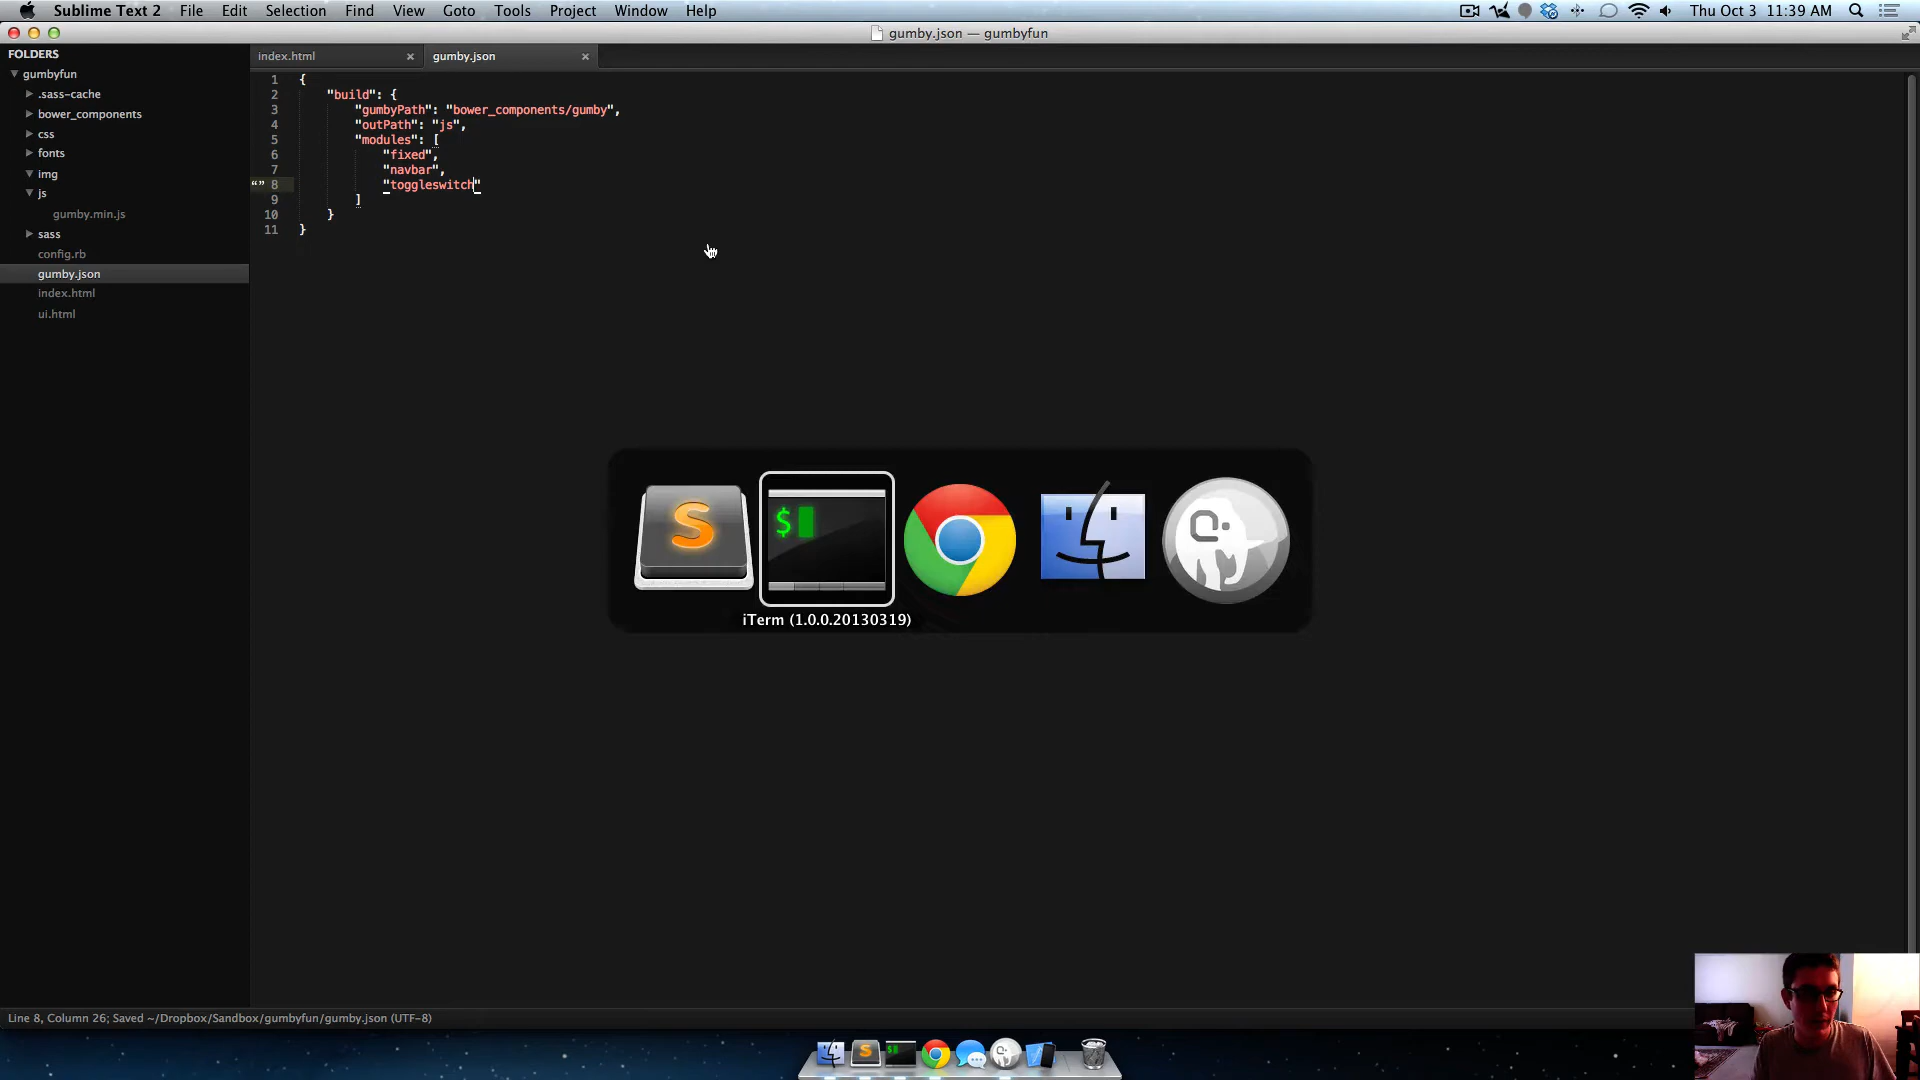 Sublime Text 2 File Edit Selection Find View Goto Tools Project Window Help Thu Oct 3 11:39 AM
gumby.json — gumbyfun
FOLDERS
gumbyfun
.sass-cache
bower_components
css
fonts
img
js
gumby.min.js
sass
config.rb
gumby.json
index.html
ui.html
index.html × gumby.json ×
1 {
2 "build": {
3 "gumbyPath": "bower_components/gumby",
4 "outPath": "js",
5 "modules": [
6 "fixed",
7 "navbar",
“” 8 "toggleswitch"
9 ]
10 }
11 }
S $
iTerm (1.0.0.20130319)
Line 8, Column 26; Saved ~/Dropbox/Sandbox/gumbyfun/gumby.json (UTF-8)
S $